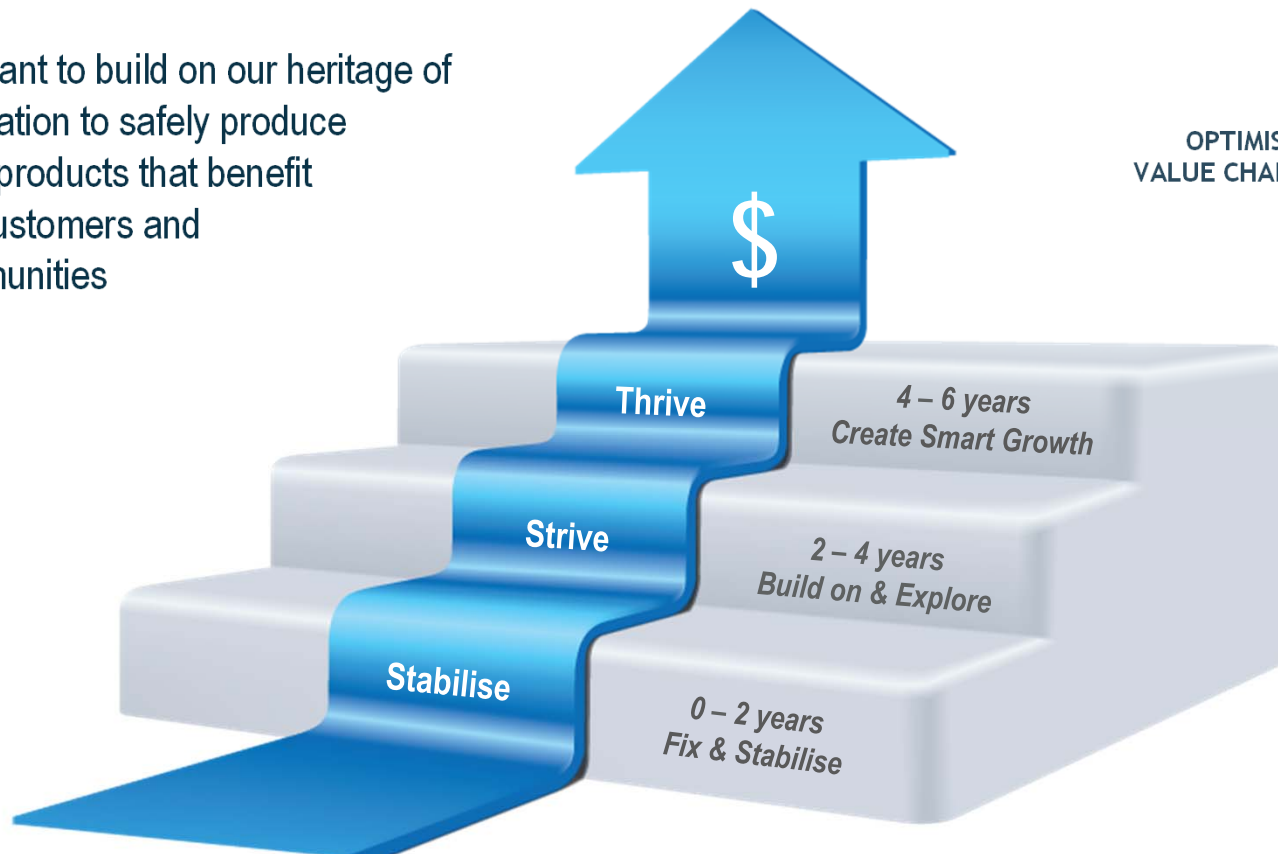 ant to build on our heritage of
ation to safely produce
products that benefit
ustomers and
unities
OPTIMIS
VALUE CHA
$
Thrive
4 – 6 years
Create Smart Growth
Strive
2 – 4 years
Build on & Explore
Stabilise
0 – 2 years
Fix & Stabilise